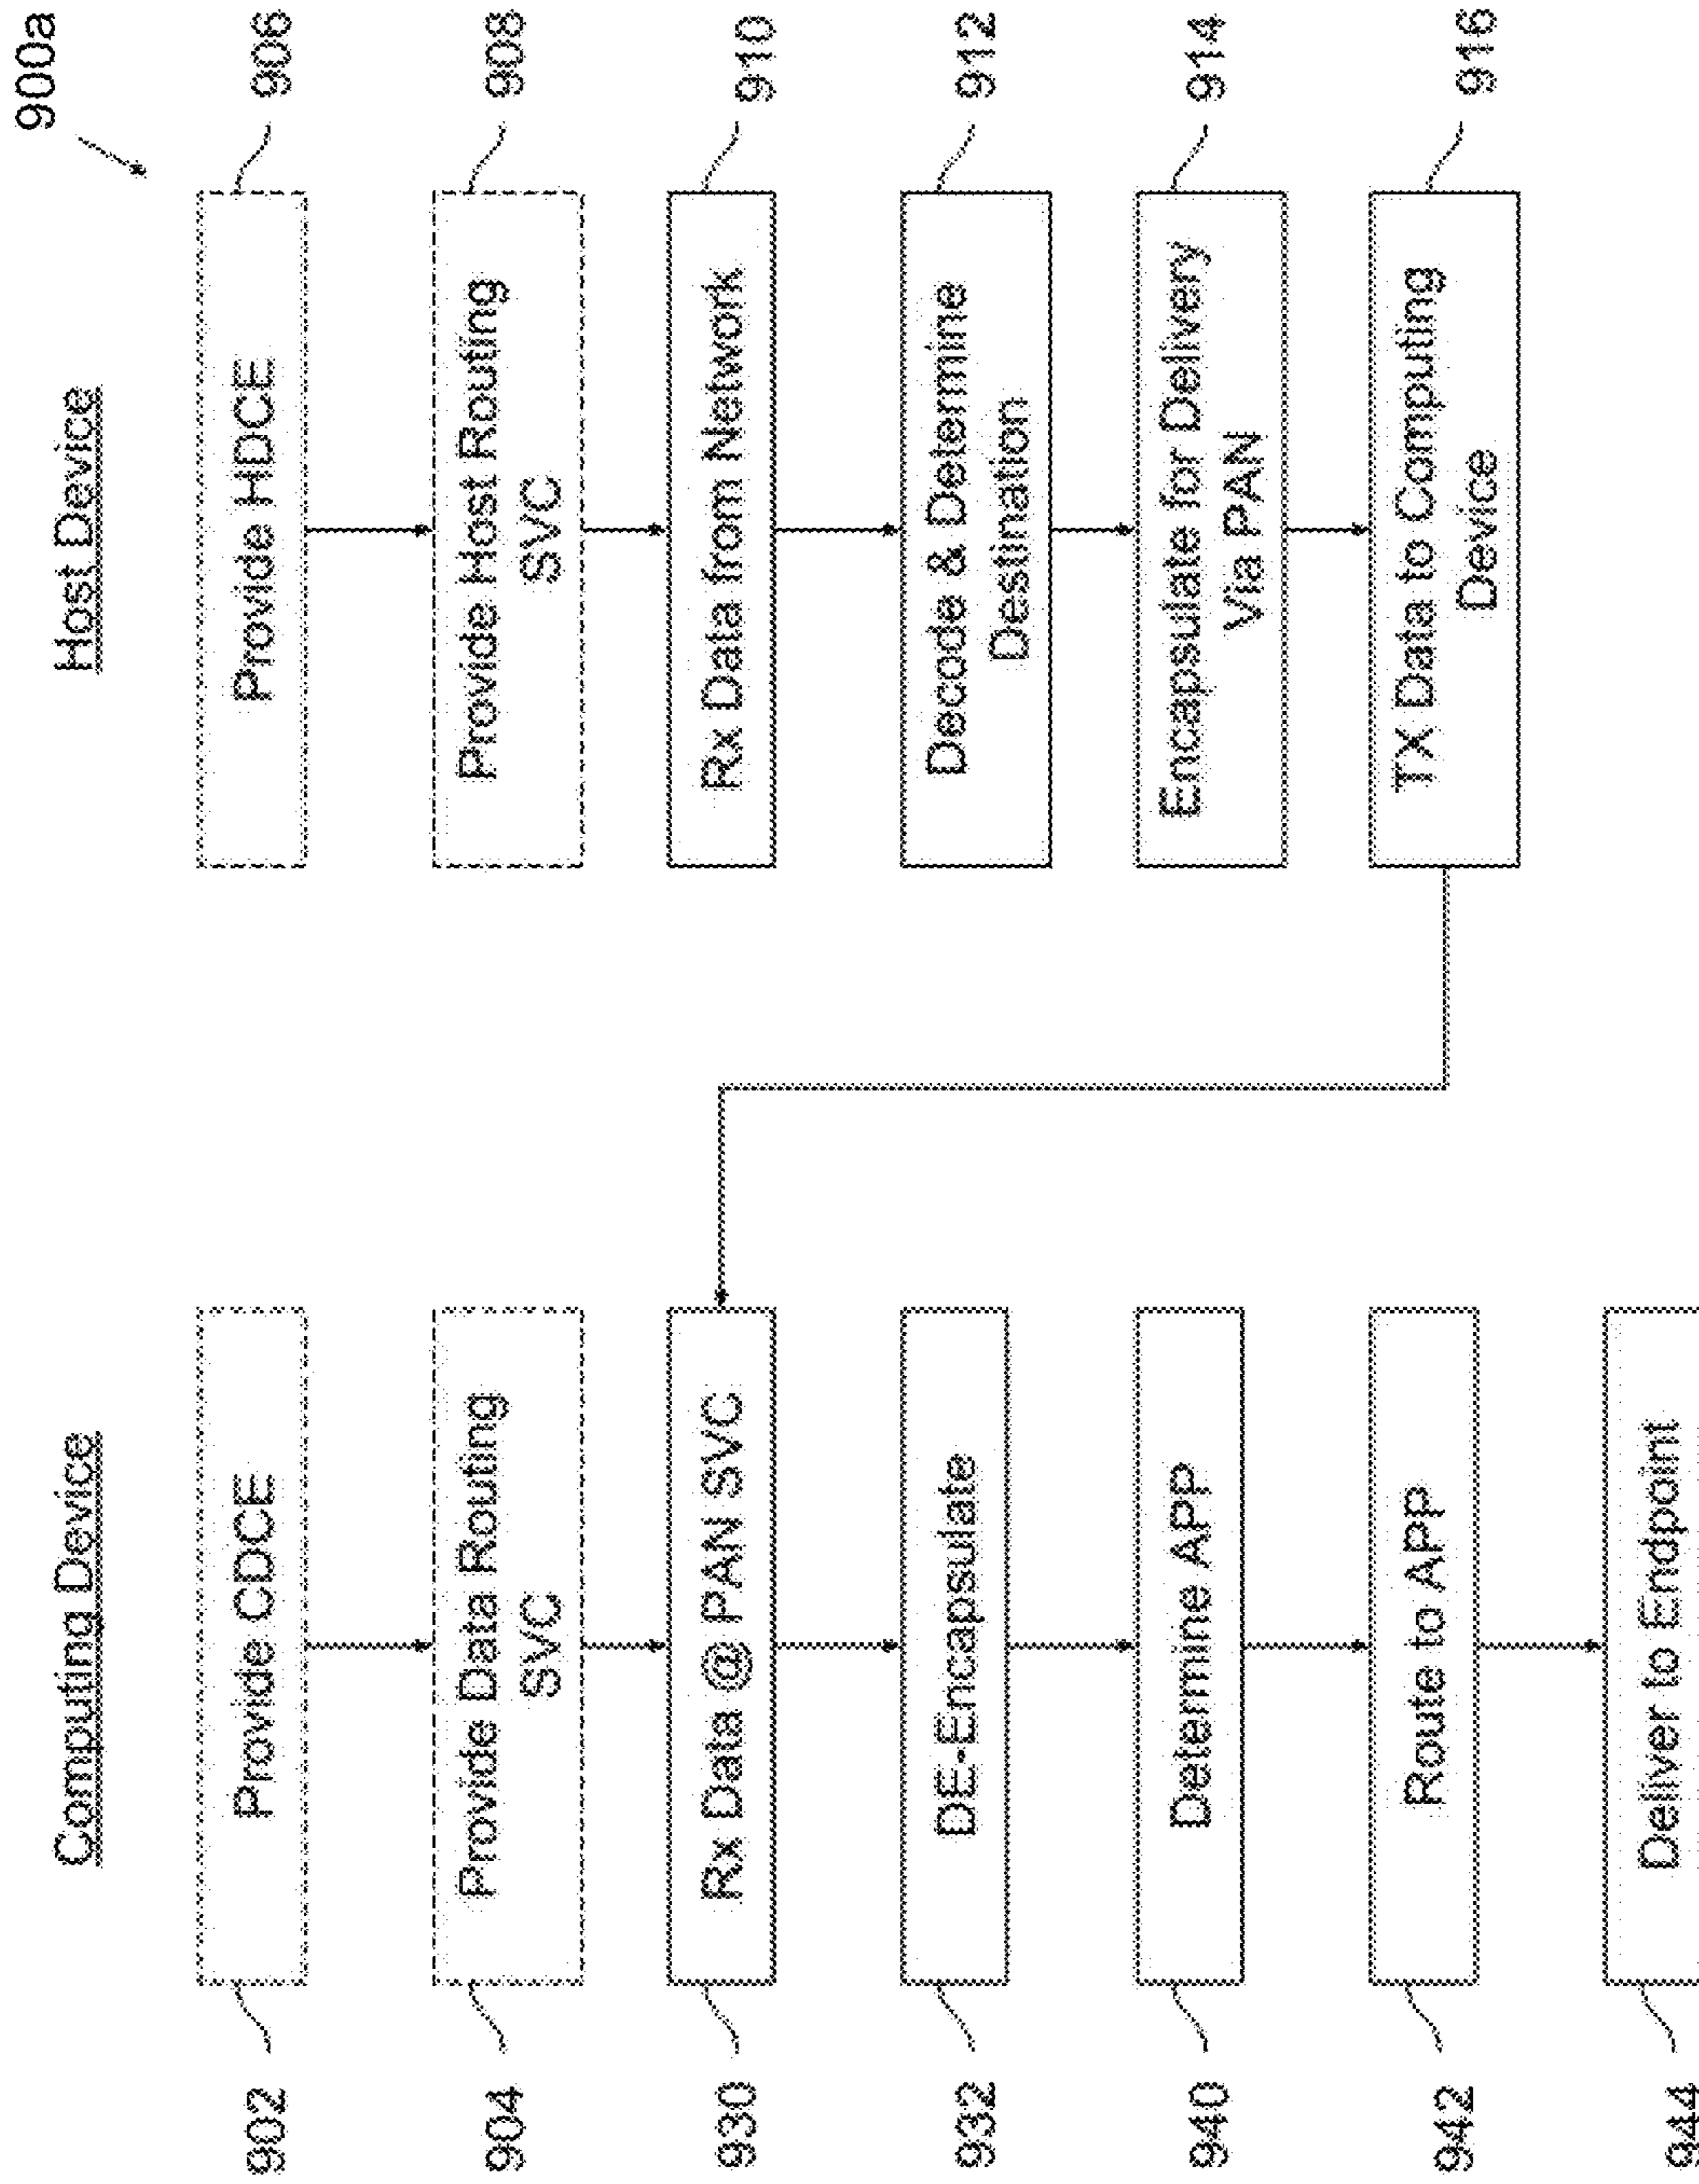 900a
Computing Device
902
Provide CDCE
904
Provide Data Routing
SVC
930
Rx Data @ PAN SVC
932
DE-Encapsulate
940
Determine APP
942
Route to APP
944
Deliver to Endpoint
Host Device
Provide HDCE
906
Provide Host Routing
SVC
908
Rx Data from Network
910
Decode & Determine
Destination
912
Encapsulate for Delivery
Via PAN
914
TX Data to Computing
Device
916